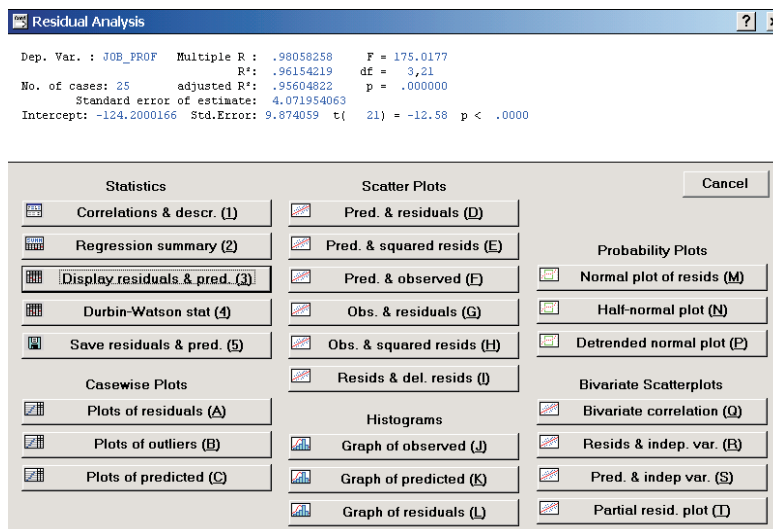 Residual Analysis
Dep. Var. : JOB_PROF Multiple R : .98058258 F = 175.0177
R²: .96154219 df = 3,21
No. of cases: 25 adjusted R²: .95604822 p = .000000
Standard error of estimate: 4.071954063
Intercept: -124.2000166 Std.Error: 9.874059 t( 21) = -12.58 p < .0000
Cancel
Statistics
Correlations & descr. (1)
Regression summary (2)
Display residuals & pred. (3)
Durbin-Watson stat (4)
Save residuals & pred. (5)
Casewise Plots
Plots of residuals (A)
Plots of outliers (B)
Plots of predicted (C)
Scatter Plots
Pred. & residuals (D)
Pred. & squared resids (E)
Pred. & observed (F)
Obs. & residuals (G)
Obs. & squared resids (H)
Resids & del. resids (I)
Histograms
Graph of observed (J)
Graph of predicted (K)
Graph of residuals (L)
Probability Plots
Normal plot of resids (M)
Half-normal plot (N)
Detrended normal plot (P)
Bivariate Scatterplots
Bivariate correlation (Q)
Resids & indep. var. (R)
Pred. & indep var. (S)
Partial resid. plot (T)